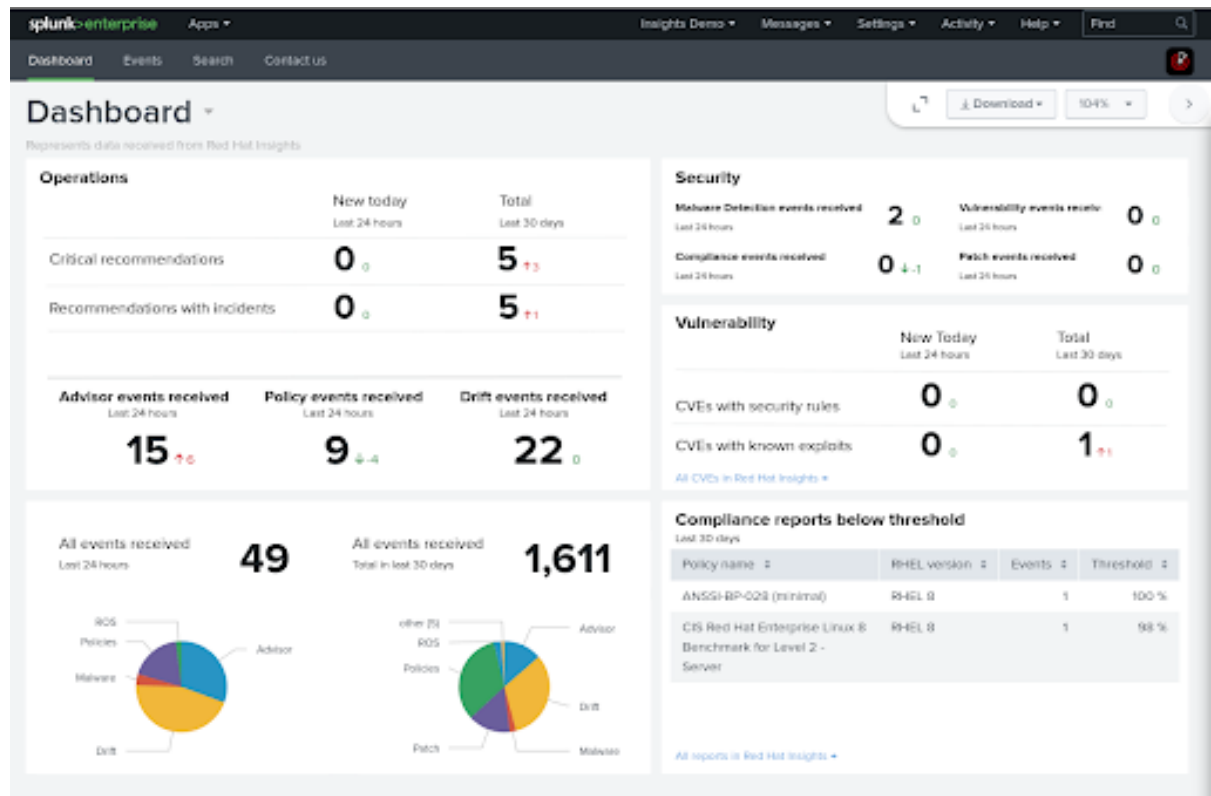 splunk>enterprise Apps Insights Demo Messages Settings Activity Help Find
Dashboard Events Search Contact us
Dashboard
Download 104%
Represents data received from Red Hat Insights
Operations
New today Total
Last 24 hours Last 30 days
Critical recommendations 0 0 5 ↑3
Recommendations with incidents 0 0 5 ↑1
Advisor events received Policy events received Drift events received
Last 24 hours Last 24 hours Last 24 hours
15 ↑6 9 ↓-4 22 0
Security
Malware Detection events received 2 0 Vulnerability events receiv 0 0
Last 24 hours Last 24 hours
Compliance events received 0 ↓-1 Patch events received 0 0
Last 24 hours Last 24 hours
Vulnerability
New Today Total
Last 24 hours Last 30 days
CVEs with security rules 0 0 0 0
CVEs with known exploits 0 0 1 ↑1
All CVEs in Red Hat Insights
All events received 49 All events received 1,611
Last 24 hours Total in last 30 days
ROS
Policies
Malware
Drift
Advisor
other (5)
ROS
Policies
Patch
Advisor
Drift
Malware
Compliance reports below threshold
Last 30 days
Policy name RHEL version Events Threshold
ANSSI-BP-028 (minimal) RHEL 8 1 100 %
CIS Red Hat Enterprise Linux 8 RHEL 8 1 98 %
Benchmark for Level 2 -
Server
All reports in Red Hat Insights